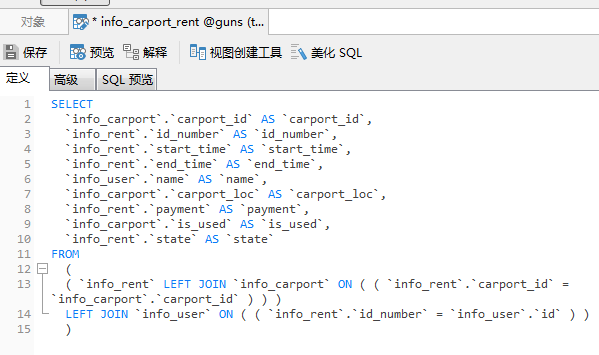 对象 * info_carport_rent @guns (t...
保存 预览 解释 视图创建工具 美化 SQL
定义 高级 SQL 预览
1 SELECT
2 `info_carport`.`carport_id` AS `carport_id`,
3 `info_rent`.`id_number` AS `id_number`,
4 `info_rent`.`start_time` AS `start_time`,
5 `info_rent`.`end_time` AS `end_time`,
6 `info_user`.`name` AS `name`,
7 `info_carport`.`carport_loc` AS `carport_loc`,
8 `info_rent`.`payment` AS `payment`,
9 `info_carport`.`is_used` AS `is_used`,
10 `info_rent`.`state` AS `state`
11 FROM
12 (
13 ( `info_rent` LEFT JOIN `info_carport` ON ( ( `info_rent`.`carport_id` =
`info_carport`.`carport_id` ) ) )
14 LEFT JOIN `info_user` ON ( ( `info_rent`.`id_number` = `info_user`.`id` ) )
15 )